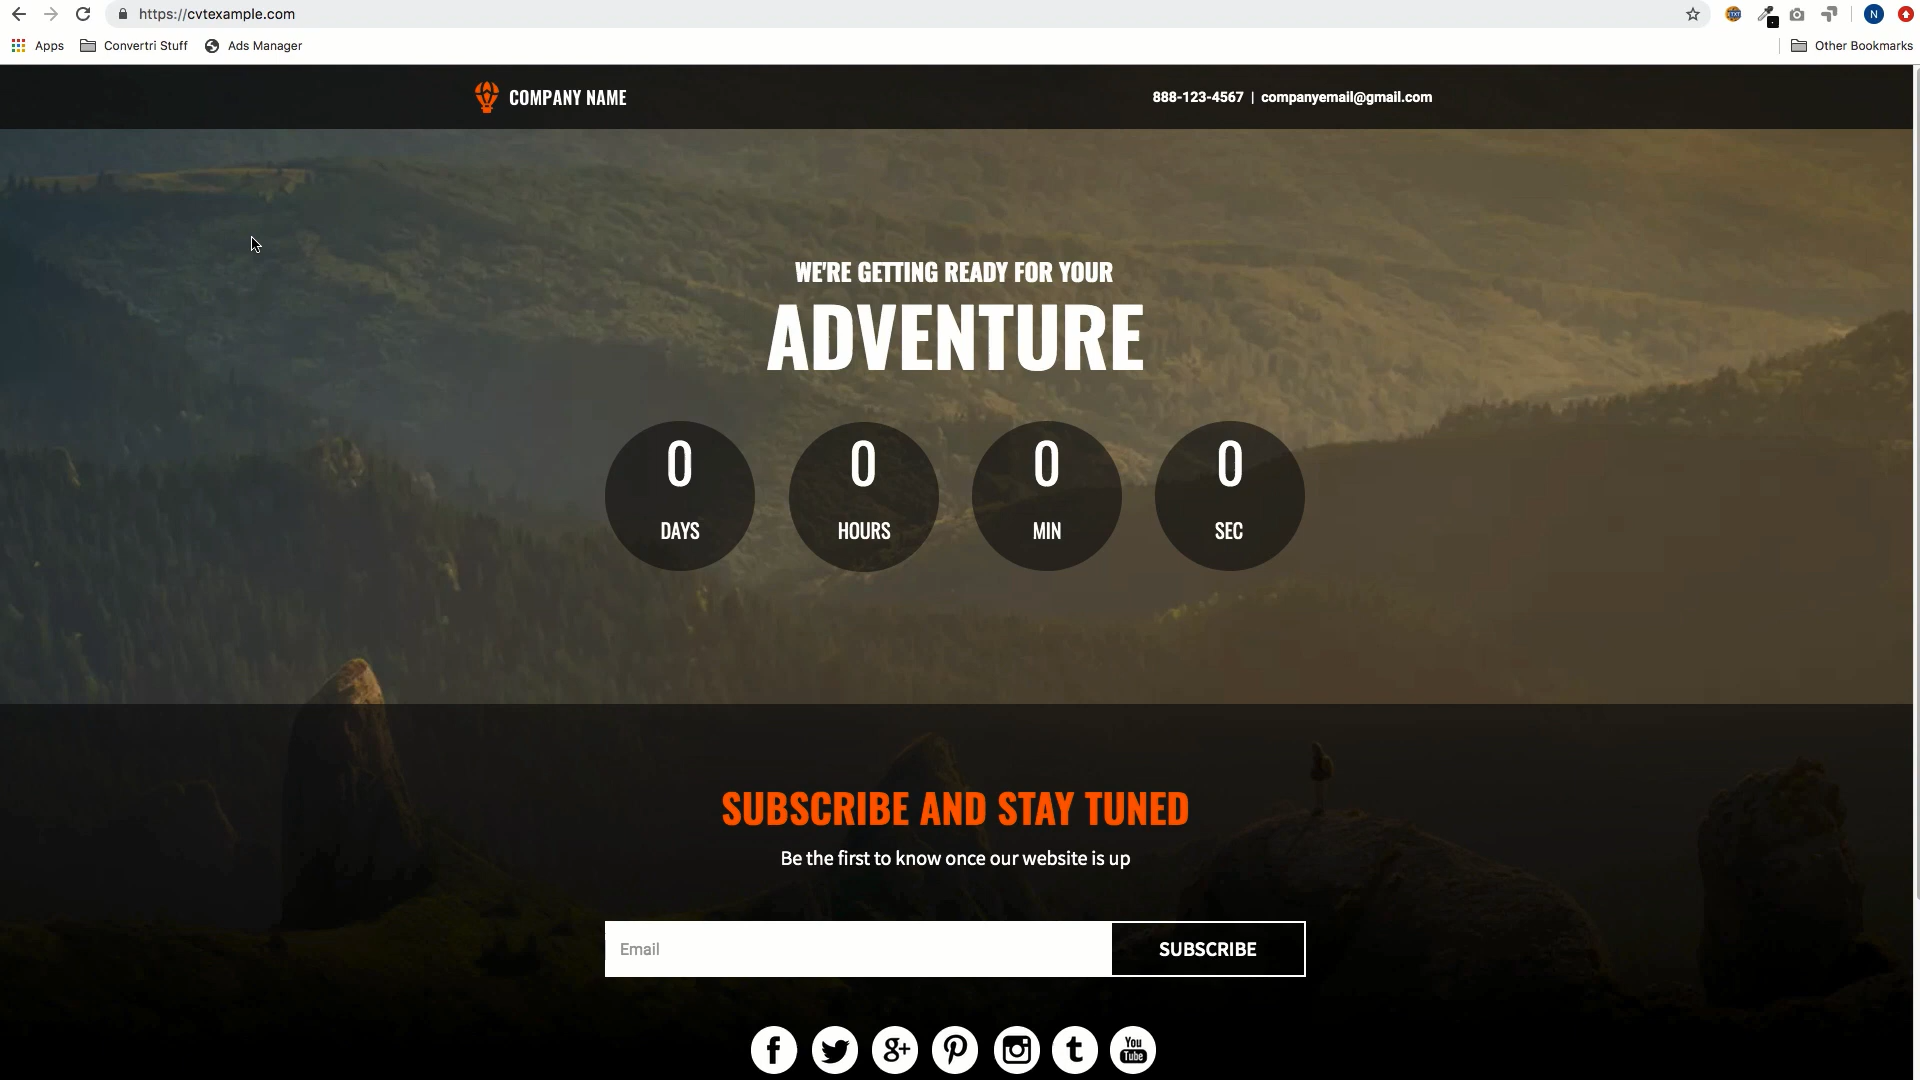 https://cvtexample.com
N
Apps
Convertri Stuff
Ads Manager
Other Bookmarks
COMPANY NAME
888-123-4567 | companyemail@gmail.com
WE'RE GETTING READY FOR YOUR
ADVENTURE
0 0 0 0
DAYS HOURS MIN SEC
SUBSCRIBE AND STAY TUNED
Be the first to know once our website is up
Email
SUBSCRIBE
You
Tube